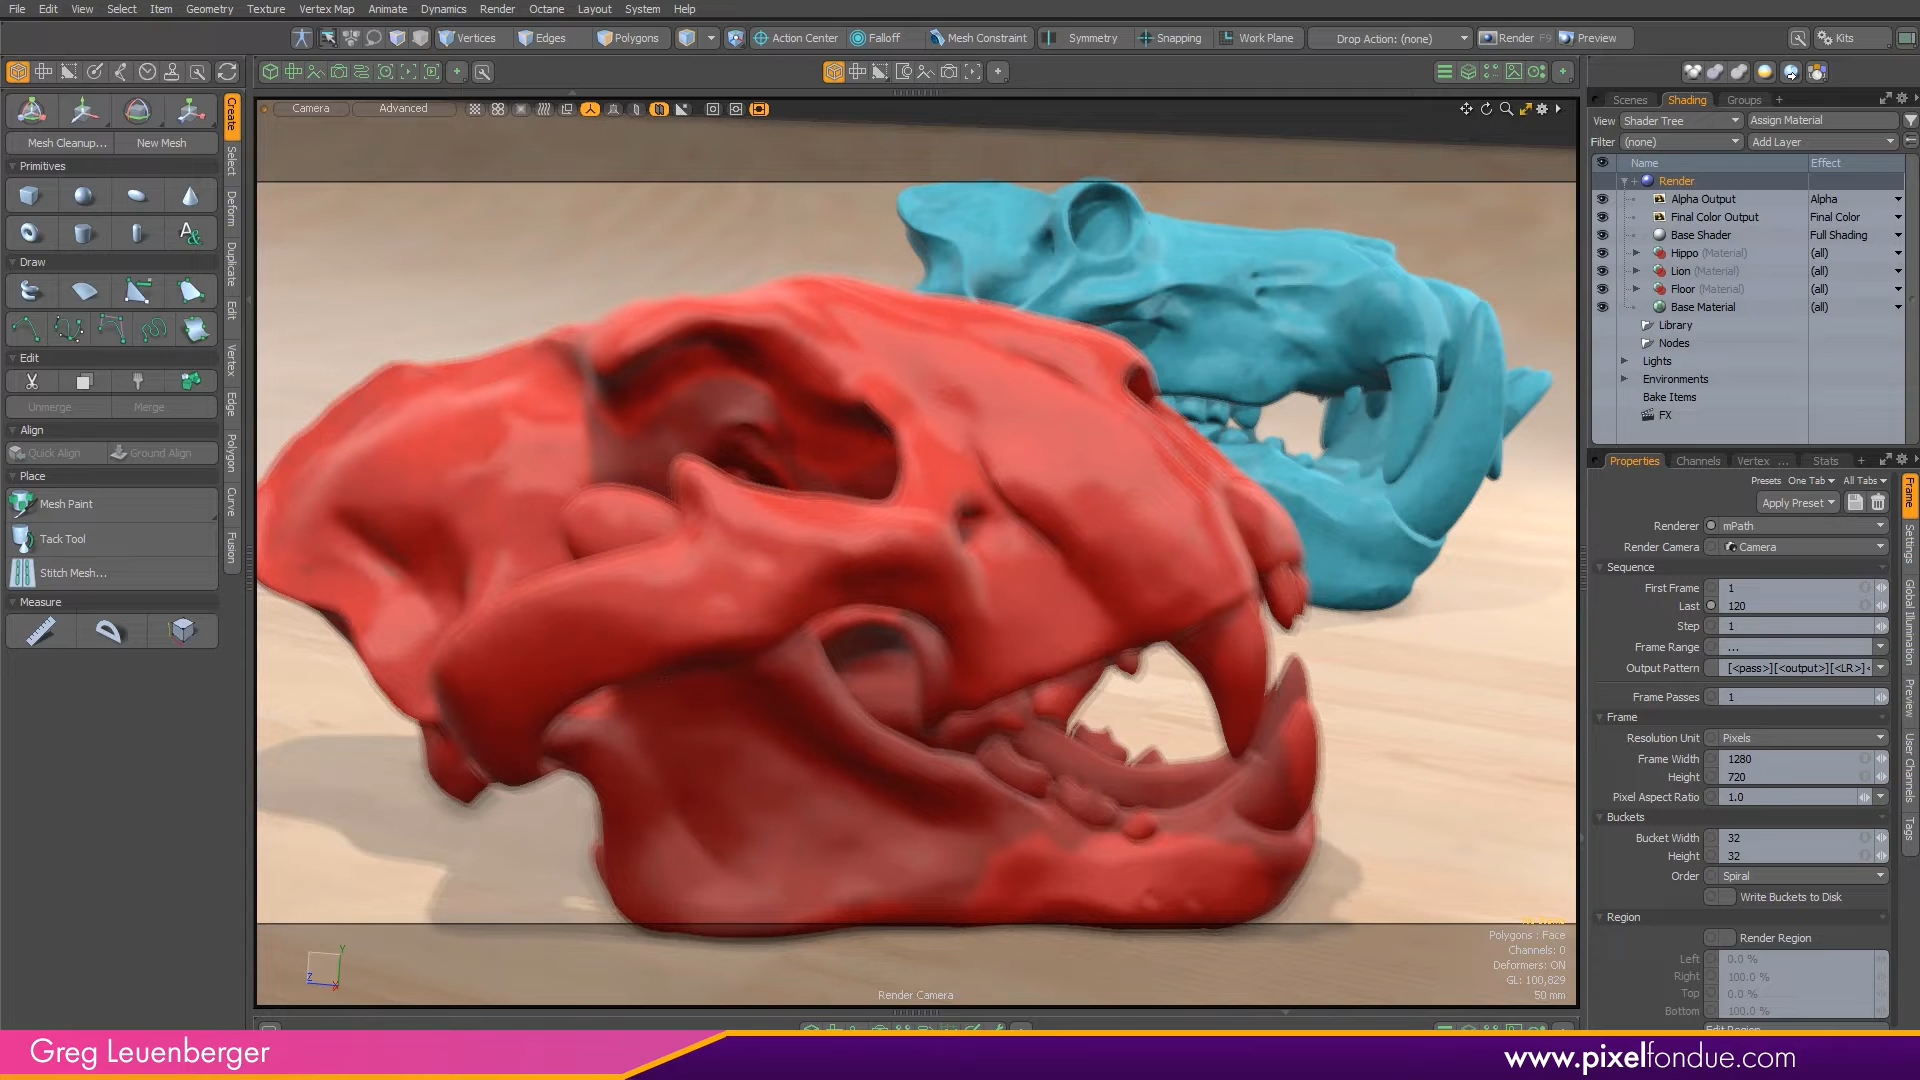 File Edit View Select Item Geometry Texture Vertex Map Animate Dynamics Render Octane Layout System Help
Vertices Edges Polygons Action Center Falloff Mesh Constraint Symmetry Snapping Work Plane Drop Action: (none) Render F9 Preview Kits
Camera Advanced
Mesh Cleanup... New Mesh
Primitives
Draw
Edit
Unmerge Merge
Align
Quick Align Ground Align
Place
Mesh Paint
Tack Tool
Stitch Mesh...
Measure
Create
Select
Deform
Duplicate
Edit
Vertex
Edge
Polygon
Curve
Fusion
Polygons : Face
Channels: 0
Deformers: ON
GL: 100,829
50 mm
Render Camera
Y
Z
X
Scenes Shading Groups +
View Shader Tree Assign Material
Filter (none) Add Layer
Name Effect
Render
Alpha Output Alpha
Final Color Output Final Color
Base Shader Full Shading
Hippo (Material) (all)
Lion (Material) (all)
Floor (Material) (all)
Base Material (all)
Library
Nodes
Lights
Environments
Bake Items
FX
Properties Channels Vertex ... Stats +
Presets One Tab All Tabs
Apply Preset
Renderer mPath
Render Camera Camera
Sequence
First Frame 1
Last 120
Step 1
Frame Range ...
Output Pattern [<pass>][<output>][<LR>]<
Frame Passes 1
Frame
Resolution Unit Pixels
Frame Width 1280
Height 720
Pixel Aspect Ratio 1.0
Buckets
Bucket Width 32
Height 32
Order Spiral
Write Buckets to Disk
Region
Render Region
Left 0.0 %
Right 100.0 %
Top 0.0 %
Bottom 100.0 %
Frame
Settings
Global Illumination
Preview
User Channels
Tags
Greg Leuenberger
www.pixelfondue.com